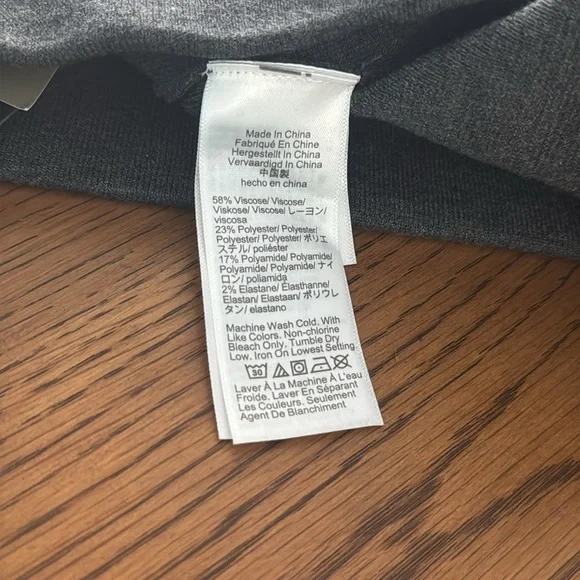 Made In China
Fabriqué En Chine
Hergestellt In China
Vervaardigd In China
中国製
hecho en china
58% Viscose/ Viscose/
Viskose/ Viscose/ レーヨン/
viscosa
23% Polyester/ Polyester/
Polyester/ Polyester/ ポリエ
ステル/ poliéster
17% Polyamide/ Polyamide/
Polyamide/ Polyamide/ ナイ
ロン/ poliamida
2% Elastane/ Élasthanne/
Elastan/ Elastaan/ ポリウレ
タン/ elastano
Machine Wash Cold. With
Like Colors. Non-chlorine
Bleach Only. Tumble Dry
Low. Iron On Lowest Setting.
30
Laver À La Machine À L'eau
Froide. Laver En Séparant
Les Couleurs. Seulement
Agent De Blanchiment